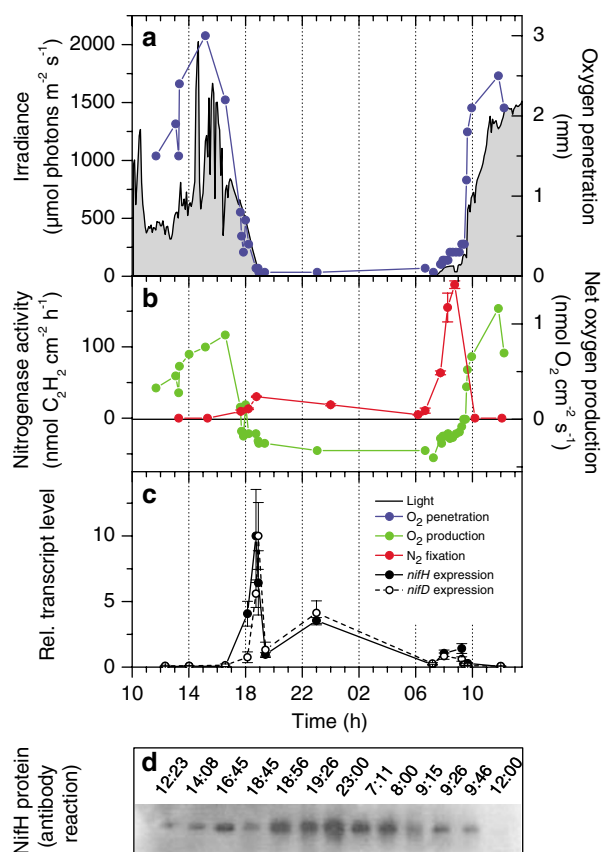 a
2000
1500
1000
500
0
Irradiance
(µmol photons m⁻² s⁻¹)
3
2
1
0
Oxygen penetration
(mm)
b
100
50
0
Nitrogenase activity
(nmol C₂H₂ cm⁻² h⁻¹)
1
0
Net oxygen production
(nmol O₂ cm⁻² s⁻¹)
c
10
5
0
Rel. transcript level
Light
O₂ penetration
O₂ production
N₂ fixation
nifH expression
nifD expression
10 14 18 22 02 06 10
Time (h)
d
12:23 14:08 16:45 18:45 18:56 19:26 23:00 7:11 8:00 9:15 9:26 9:46 12:00
NifH protein
(antibody
reaction)